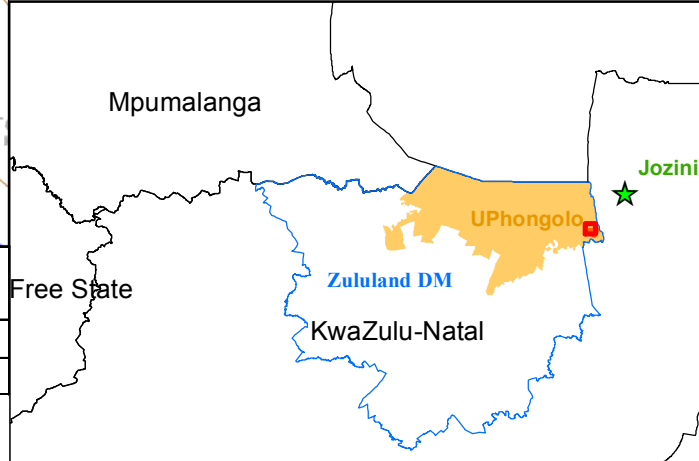 Mpumalanga
Jozini
UPhongolo
Zululand DM
Free State
KwaZulu-Natal